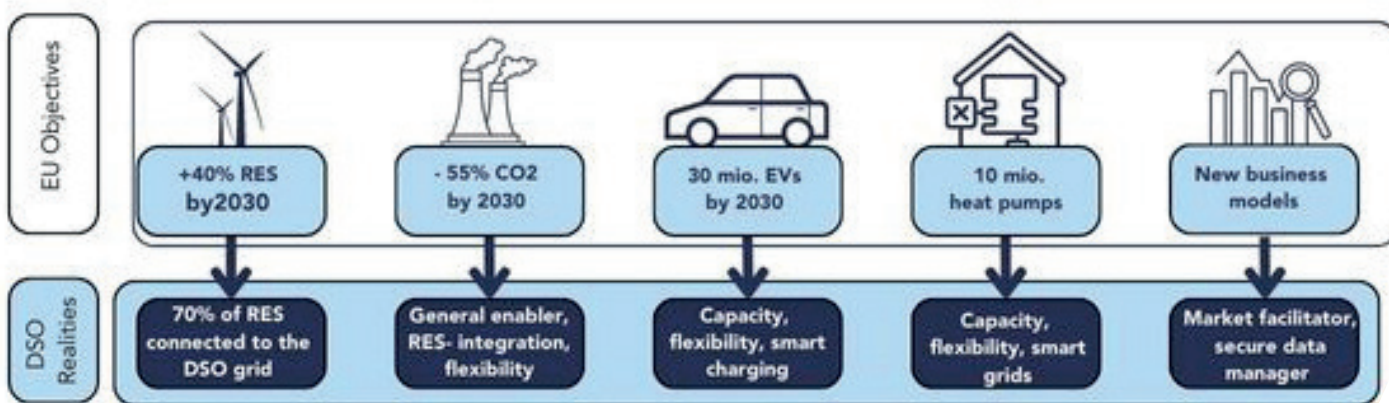 EU Objectives
+40% RES
by2030
- 55% CO2
by 2030
30 mio. EVs
by 2030
10 mio.
heat pumps
New business
models
DSO
Realities
70% of RES
connected to the
DSO grid
General enabler,
RES- integration,
flexibility
Capacity,
flexibility, smart
charging
Capacity,
flexibility, smart
grids
Market facilitator,
secure data
manager